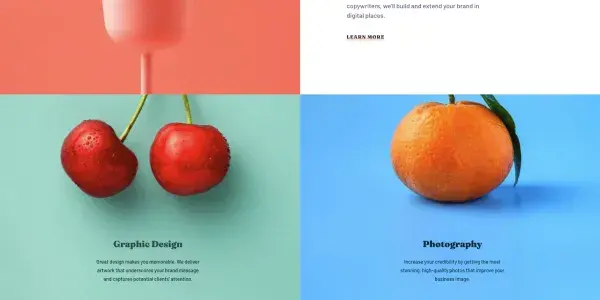 copywriters, we'll build and extend your brand in
digital places.
LEARN MORE
Graphic Design
Great design makes you memorable. We deliver
artwork that underscores your brand message
and captures potential clients' attention.
Photography
Increase your credibility by getting the most
stunning, high-quality photos that improve your
business image.